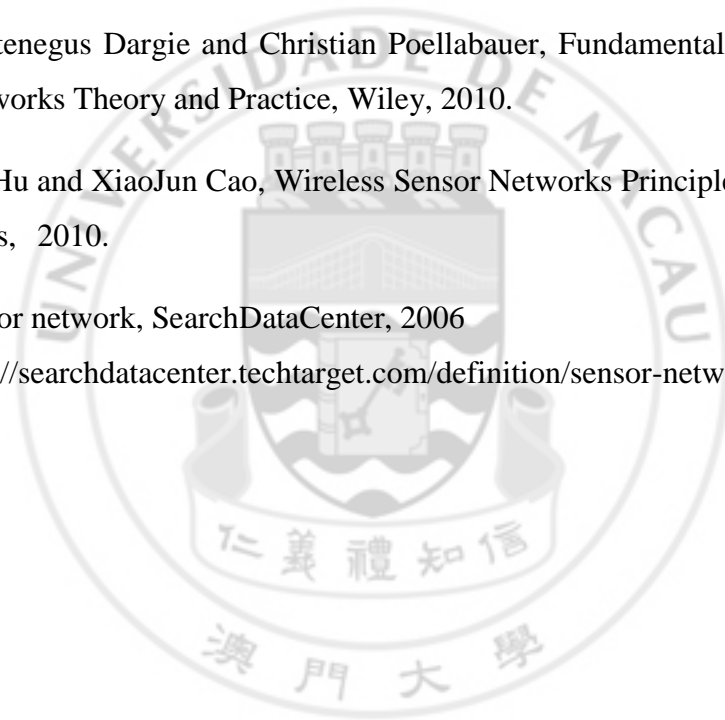 tenegus Dargie and Christian Poellabauer, Fundamental
works Theory and Practice, Wiley, 2010.
Hu and XiaoJun Cao, Wireless Sensor Networks Principle
s, 2010.
or network, SearchDataCenter, 2006
://searchdatacenter.techtarget.com/definition/sensor-netw
UNIVERSIDADE DE MACAU
仁義禮知信
澳門大學